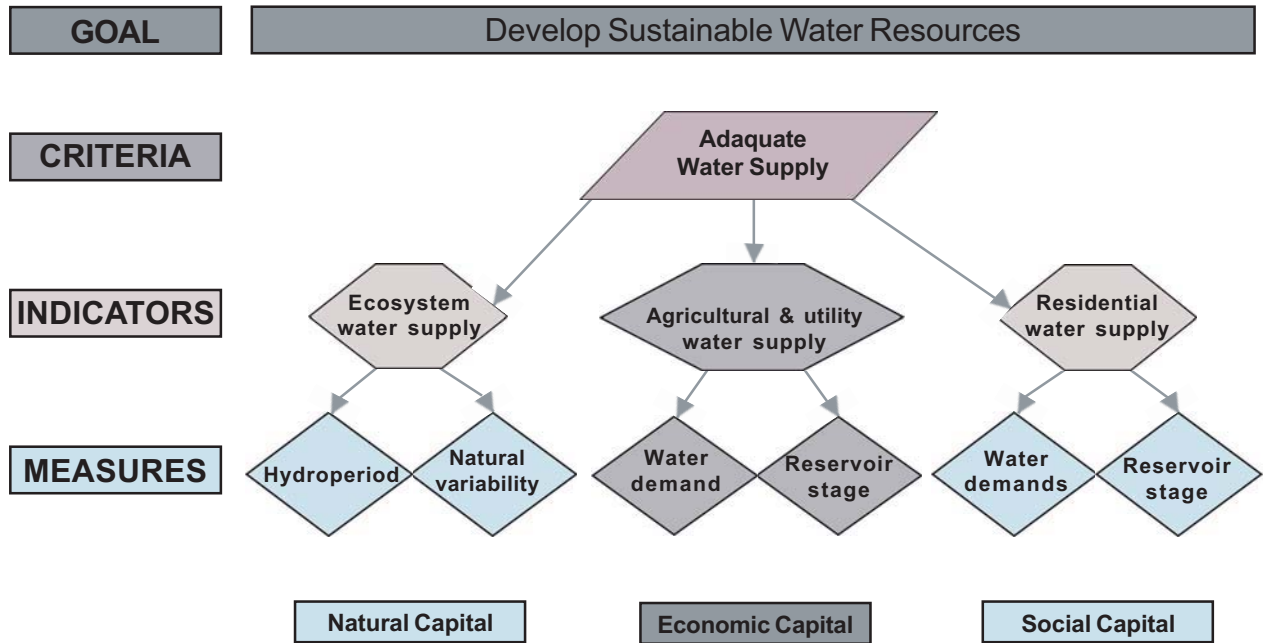 GOAL
Develop Sustainable Water Resources
CRITERIA
Adaquate
Water Supply
INDICATORS
Ecosystem
water supply
Agricultural & utility
water supply
Residential
water supply
MEASURES
Hydroperiod
Natural
variability
Water
demand
Reservoir
stage
Water
demands
Reservoir
stage
Natural Capital
Economic Capital
Social Capital